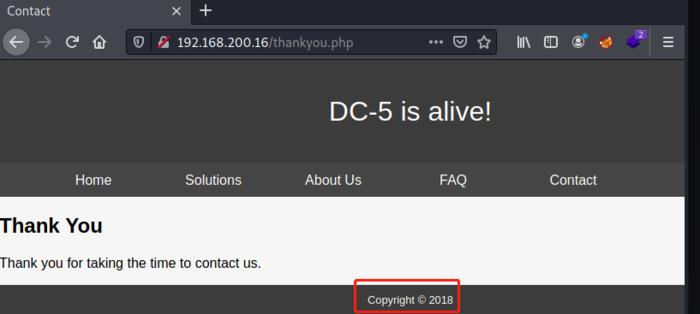 Contact
192.168.200.16/thankyou.php
2
DC-5 is alive!
Home Solutions About Us FAQ Contact
Thank You
Thank you for taking the time to contact us.
Copyright © 2018